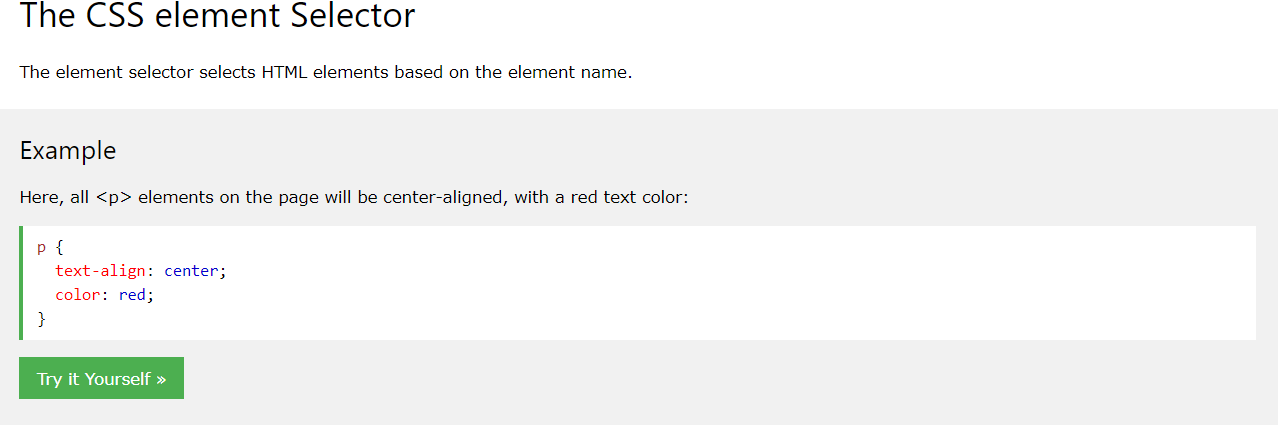 The CSS element Selector
The element selector selects HTML elements based on the element name.
Example
Here, all <p> elements on the page will be center-aligned, with a red text color:
p {
  text-align: center;
  color: red;
}
Try it Yourself »